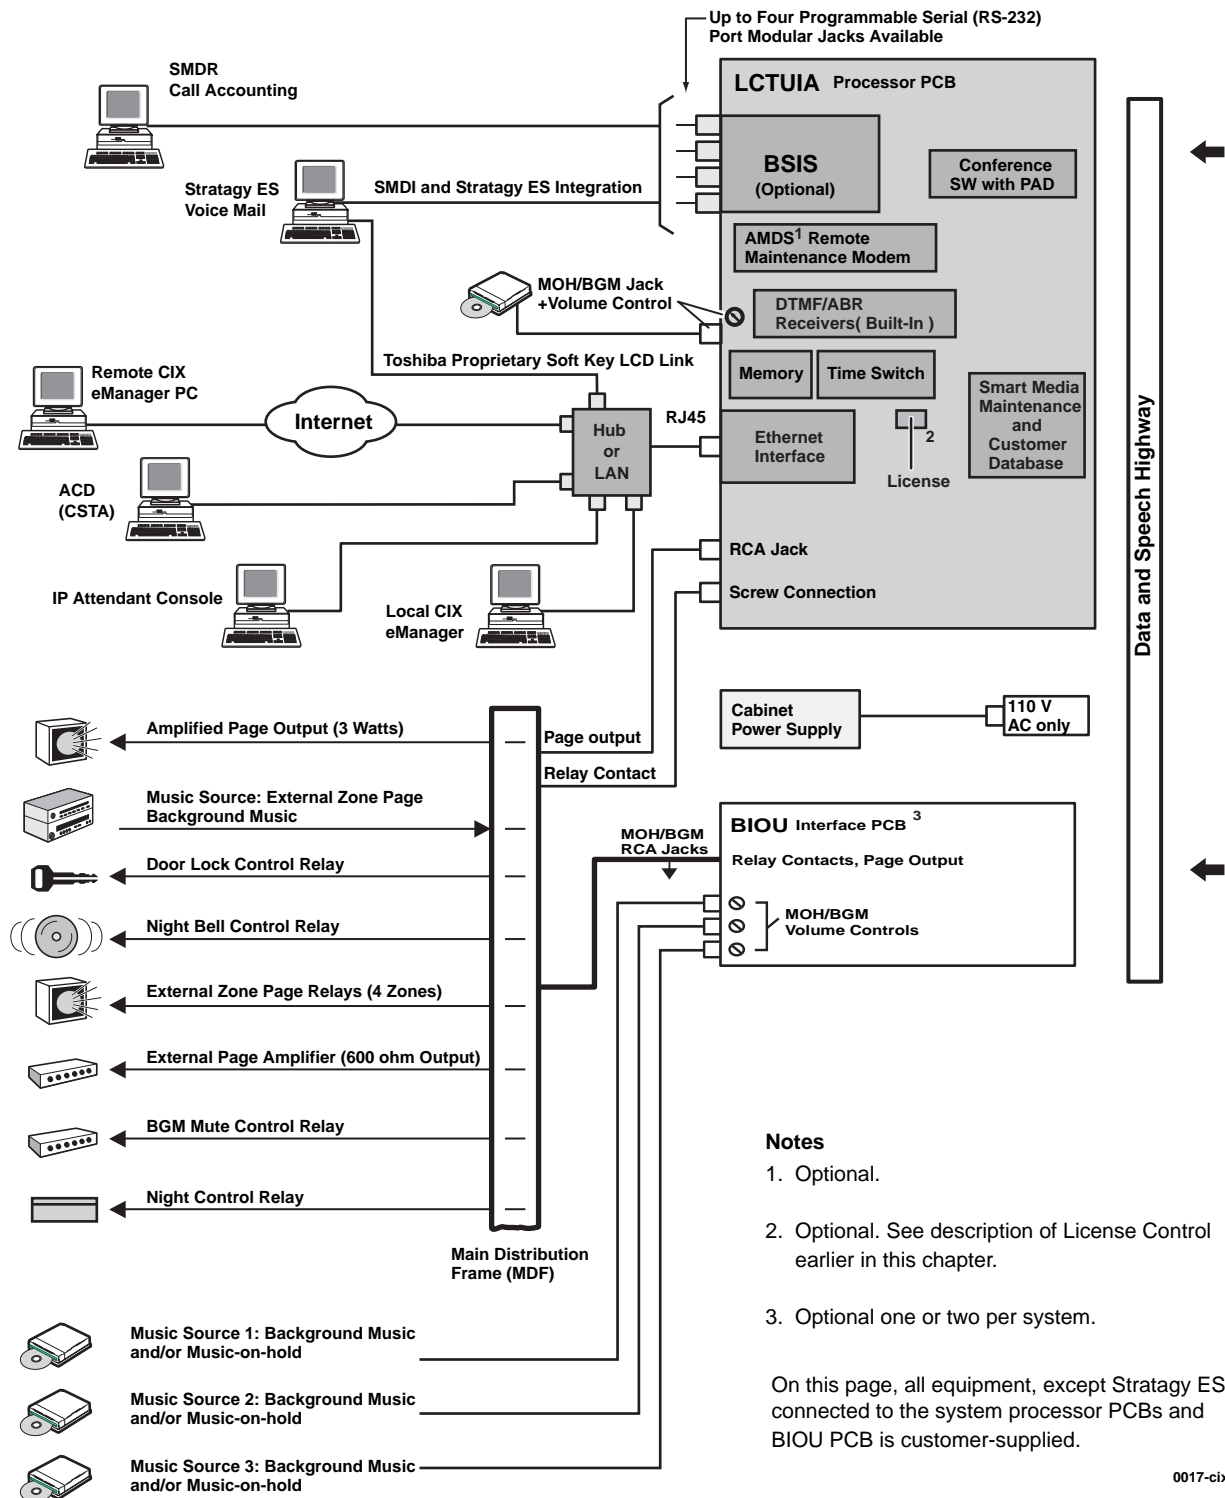 Up to Four Programmable Serial (RS-232)
Port Modular Jacks Available
SMDR
Call Accounting
LCTUIA Processor PCB
BSIS
(Optional)
Conference
SW with PAD
Stratagy ES
Voice Mail
SMDI and Stratagy ES Integration
AMDS1 Remote
Maintenance Modem
MOH/BGM Jack
+Volume Control
DTMF/ABR
Receivers( Built-In )
Toshiba Proprietary Soft Key LCD Link
Remote CIX
eManager PC
Memory
Time Switch
Smart Media
Maintenance
and
Customer
Database
Internet
Hub
or
LAN
RJ45
Ethernet
Interface
2
License
ACD
(CSTA)
Data and Speech Highway
RCA Jack
IP Attendant Console
Local CIX
eManager
Screw Connection
Cabinet
Power Supply
110 V
AC only
Amplified Page Output (3 Watts)
Page output
Relay Contact
Music Source: External Zone Page
Background Music
MOH/BGM
RCA Jacks
BIOU Interface PCB 3
Relay Contacts, Page Output
Door Lock Control Relay
MOH/BGM
Volume Controls
Night Bell Control Relay
External Zone Page Relays (4 Zones)
External Page Amplifier (600 ohm Output)
BGM Mute Control Relay
Night Control Relay
Main Distribution
Frame (MDF)
Music Source 1: Background Music
and/or Music-on-hold
Music Source 2: Background Music
and/or Music-on-hold
Music Source 3: Background Music
and/or Music-on-hold
Notes
1. Optional.
2. Optional. See description of License Control
earlier in this chapter.
3. Optional one or two per system.
On this page, all equipment, except Stratagy ES
connected to the system processor PCBs and
BIOU PCB is customer-supplied.
0017-cix